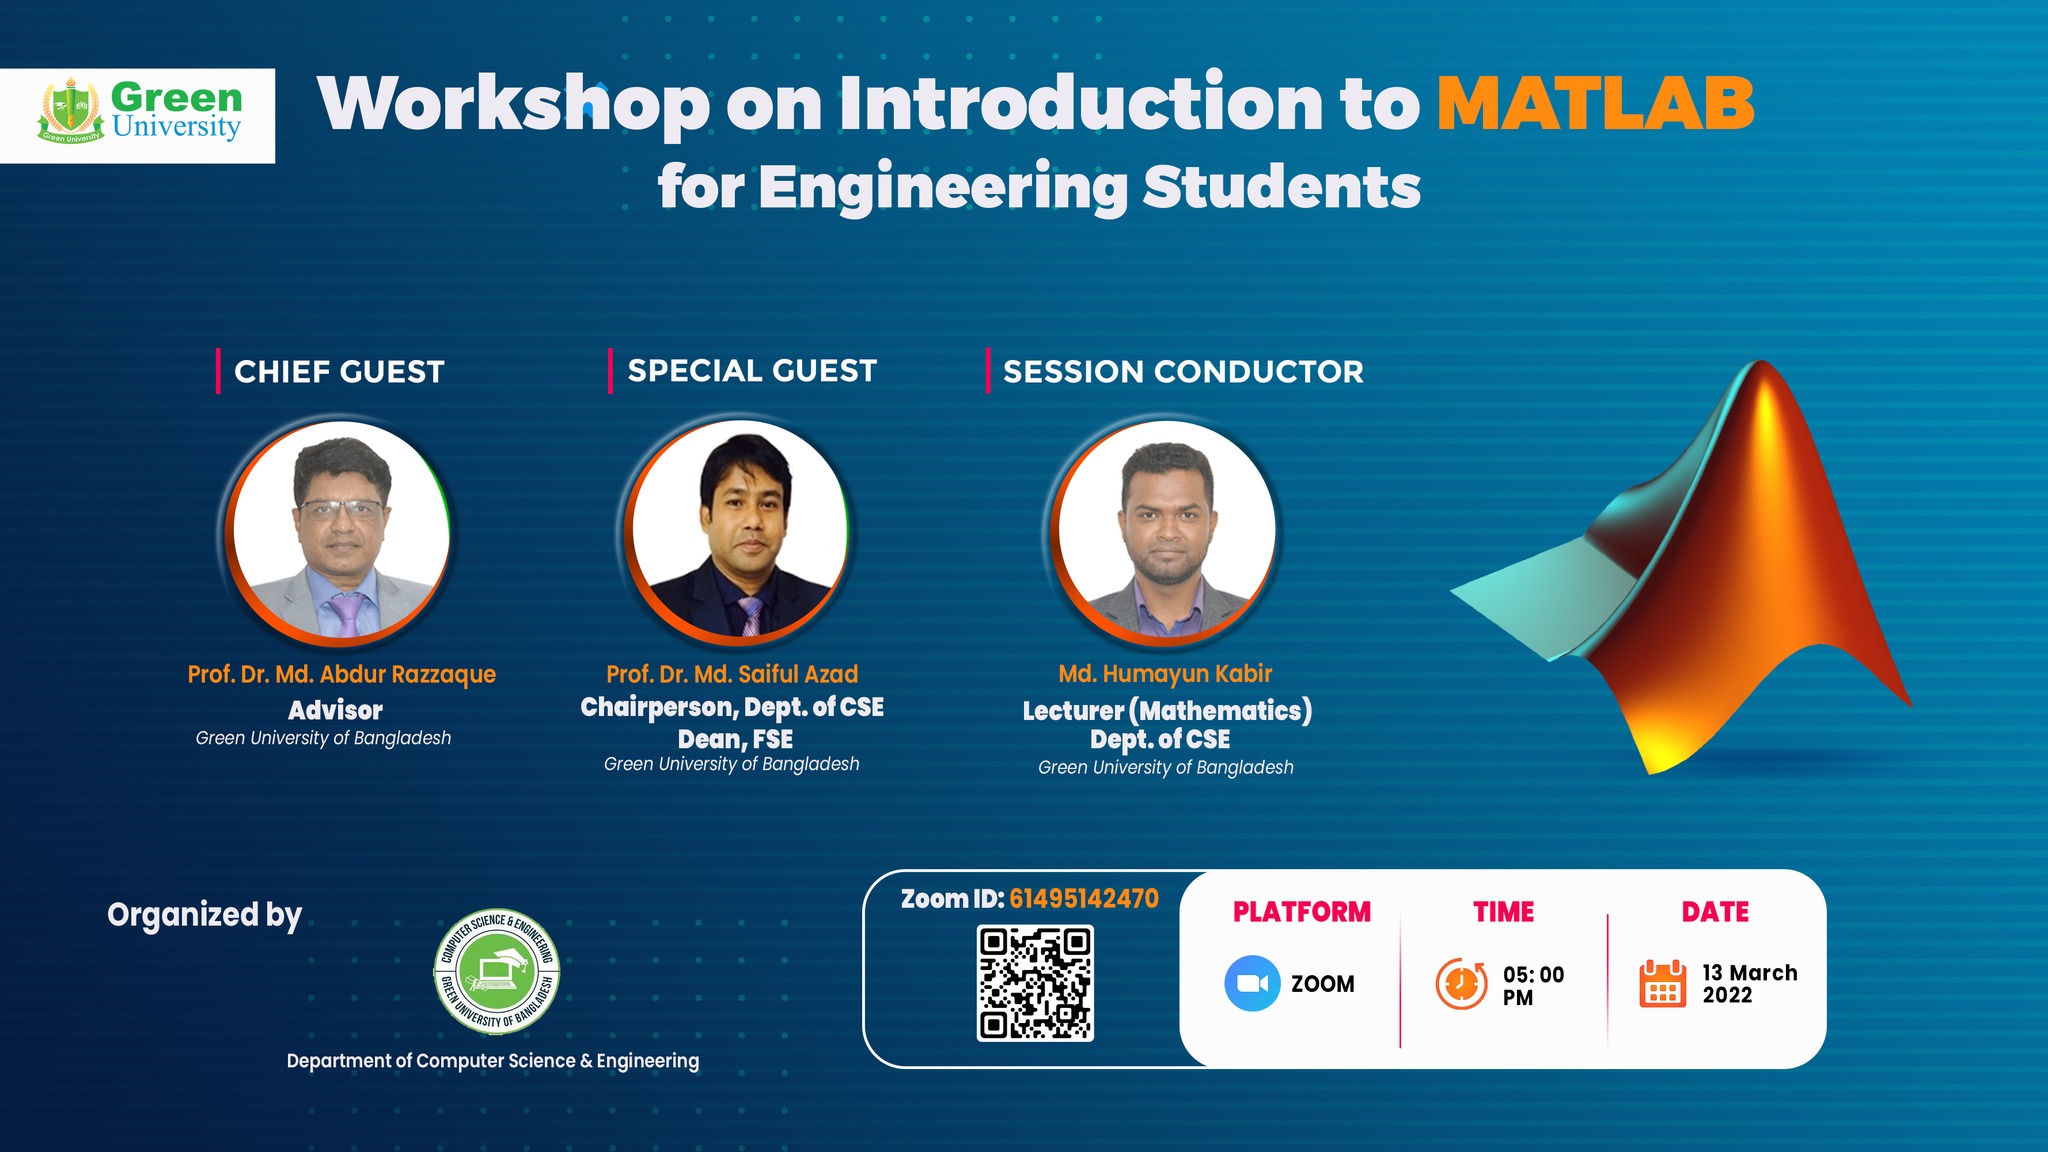 Green
University
Green University
Workshop on Introduction to MATLAB
for Engineering Students
CHIEF GUEST
Prof. Dr. Md. Abdur Razzaque
Advisor
Green University of Bangladesh
SPECIAL GUEST
Prof. Dr. Md. Saiful Azad
Chairperson, Dept. of CSE
Dean, FSE
Green University of Bangladesh
SESSION CONDUCTOR
Md. Humayun Kabir
Lecturer (Mathematics)
Dept. of CSE
Green University of Bangladesh
Organized by
COMPUTER SCIENCE & ENGINEERING
GREEN UNIVERSITY OF BANGLADESH
Department of Computer Science & Engineering
Zoom ID: 61495142470
PLATFORM
ZOOM
TIME
05: 00
PM
DATE
13 March
2022